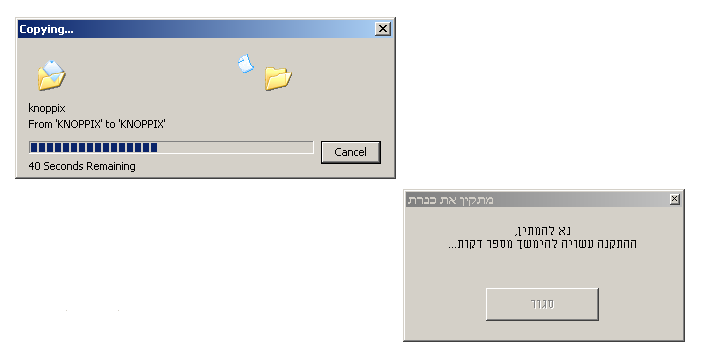 Copying...
knoppix
From 'KNOPPIX' to 'KNOPPIX'
Cancel
40 Seconds Remaining
מתקין את כנרת
נא להמתין,
ההתקנה עשויה להימשך מספר דקות...
סגור